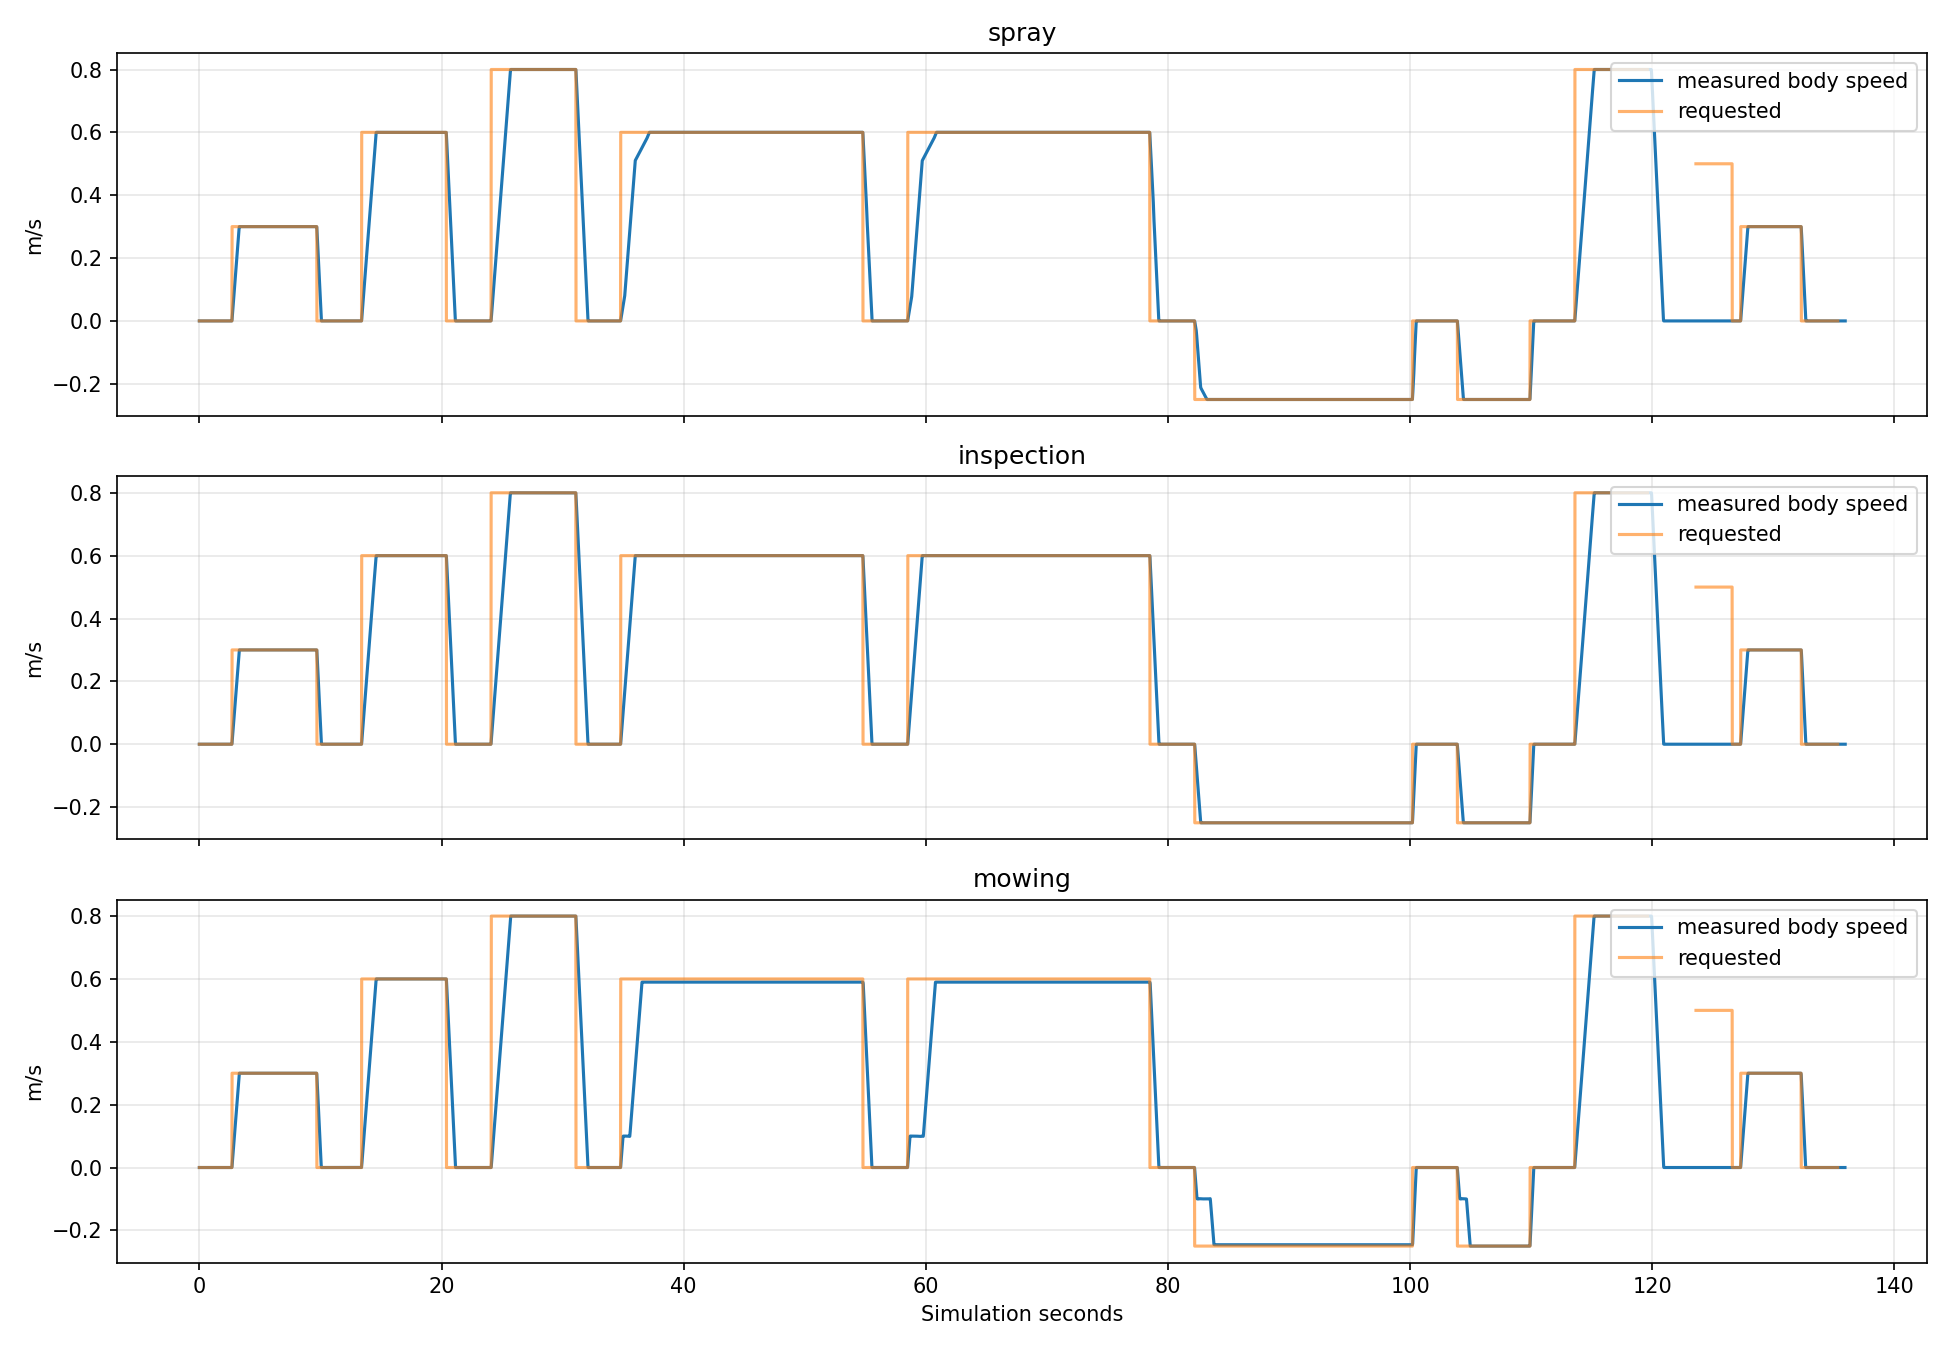 spray
0.8
0.6
0.4
0.2
0.0
−0.2
m/s
measured body speed
requested
inspection
0.8
0.6
0.4
0.2
0.0
−0.2
m/s
measured body speed
requested
mowing
0.8
0.6
0.4
0.2
0.0
−0.2
m/s
measured body speed
requested
0 20 40 60 80 100 120 140
Simulation seconds